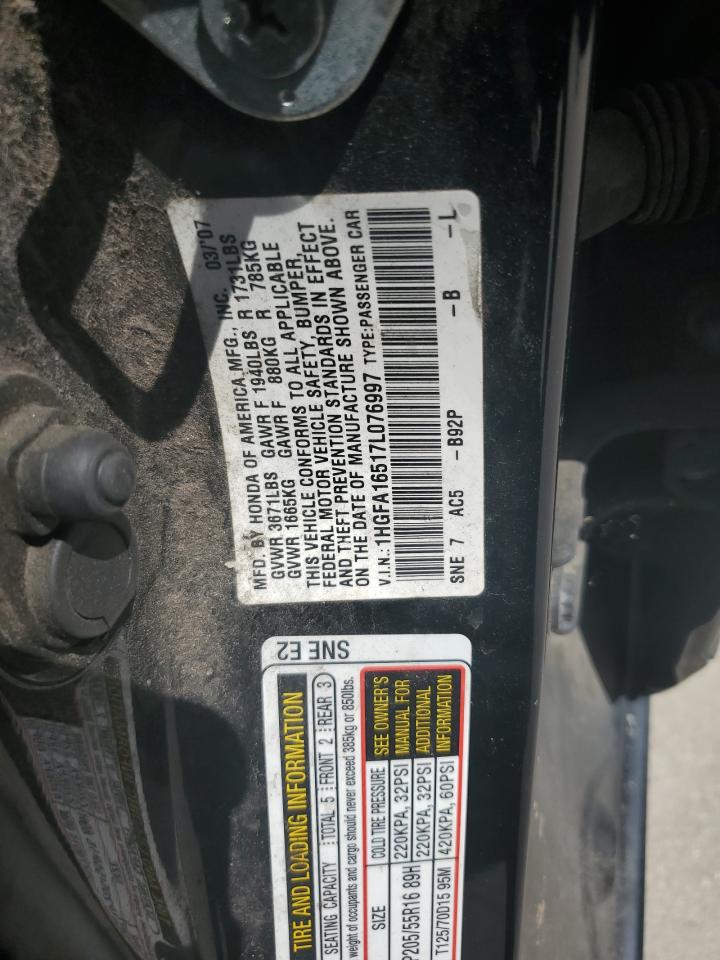 MFD. BY HONDA OF AMERICA MFG., INC. 03/'07
GVWR 3671LBS GAWR F 1940LBS R 1731LBS
GVWR 1665KG GAWR F 880KG R 785KG
THIS VEHICLE CONFORMS TO ALL APPLICABLE
FEDERAL MOTOR VEHICLE SAFETY, BUMPER,
AND THEFT PREVENTION STANDARDS IN EFFECT
ON THE DATE OF MANUFACTURE SHOWN ABOVE.
V.I.N.:1HGFA16517L076997 TYPE:PASSENGER CAR
SNE 7 AC5 -B92P -B -L
SNE E2
TIRE AND LOADING INFORMATION
SEATING CAPACITY TOTAL 5 FRONT 2 REAR 3
weight of occupants and cargo should never exceed 385kg or 850lbs.
SIZE COLD TIRE PRESSURE SEE OWNER'S
P205/55R16 89H 220KPA, 32PSI MANUAL FOR
220KPA, 32PSI ADDITIONAL
T125/70D15 95M 420KPA, 60PSI INFORMATION